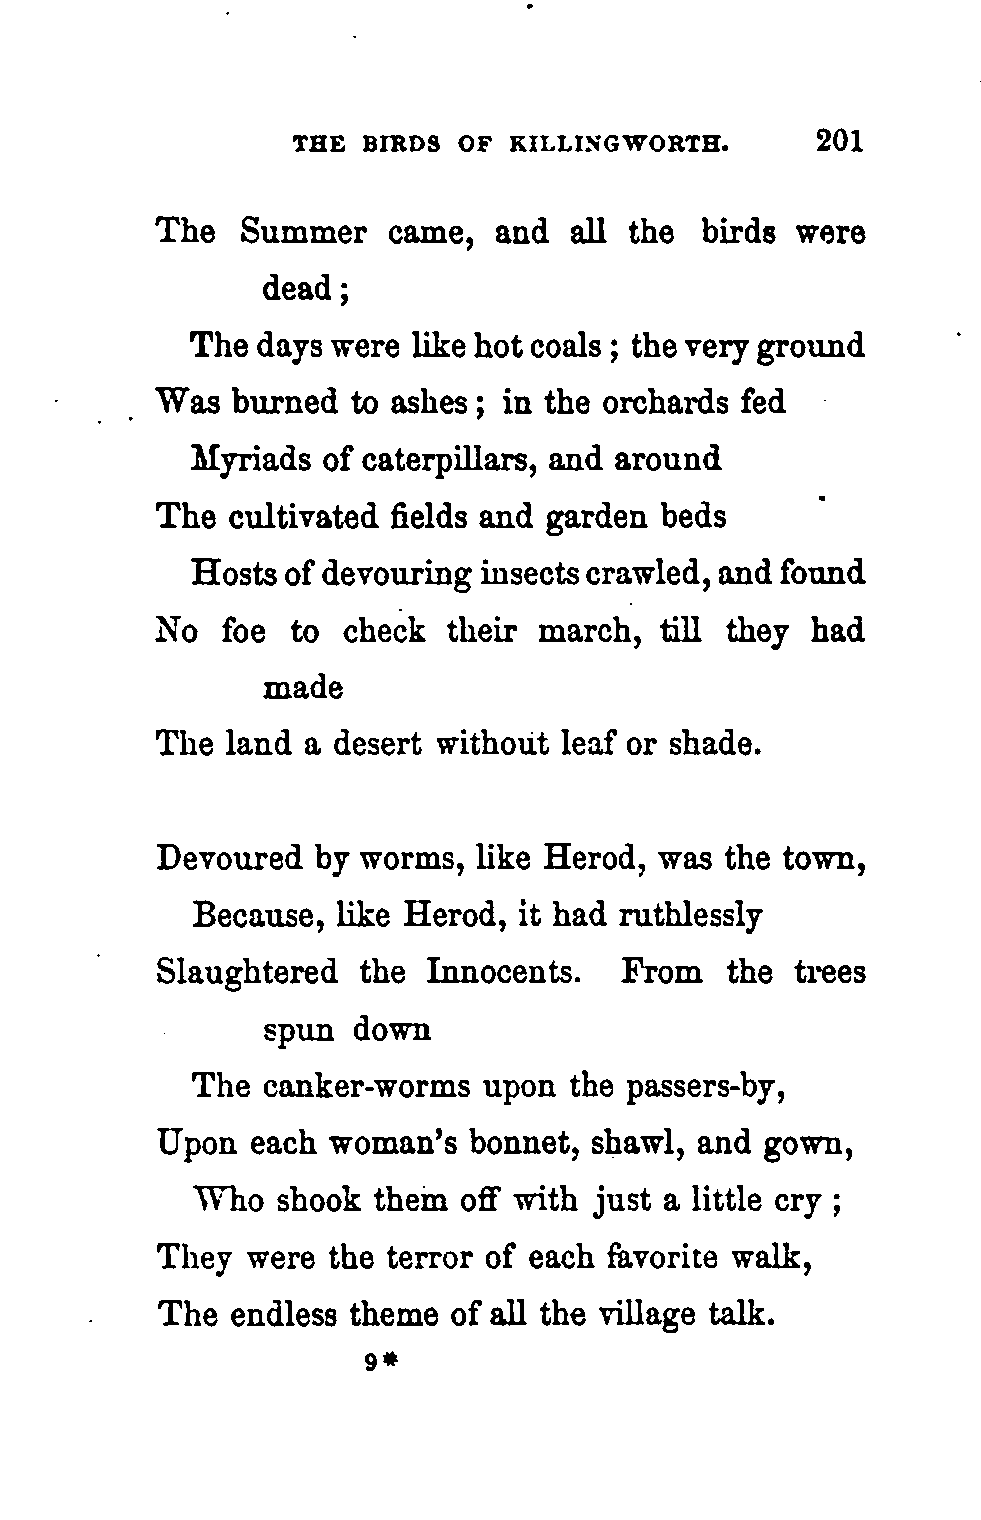 THE BIRDS OF KILLINGWORTH. 201
The Summer came, and all the birds were
dead;
The days were like hot coals; the very ground
Was burned to ashes; in the orchards fed
Myriads of caterpillars, and around
The cultivated fields and garden beds
Hosts of devouring insects crawled, and found
No foe to check their march, till they had
made
The land a desert without leaf or shade.
Devoured by worms, like Herod, was the town,
Because, like Herod, it had ruthlessly
Slaughtered the Innocents. From the trees
spun down
The canker-worms upon the passers-by,
Upon each woman's bonnet, shawl, and gown,
Who shook them off with just a little cry;
They were the terror of each favorite walk,
The endless theme of all the village talk.
9*